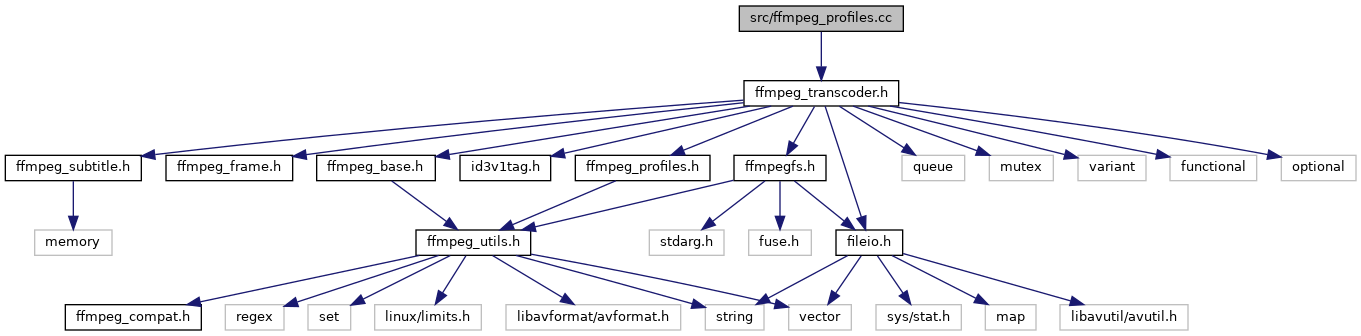 src/ffmpeg_profiles.cc
ffmpeg_transcoder.h
ffmpeg_subtitle.h
ffmpeg_frame.h
ffmpeg_base.h
id3v1tag.h
ffmpeg_profiles.h
ffmpegfs.h
queue
mutex
variant
functional
optional
memory
ffmpeg_utils.h
stdarg.h
fuse.h
fileio.h
ffmpeg_compat.h
regex
set
linux/limits.h
libavformat/avformat.h
string
vector
sys/stat.h
map
libavutil/avutil.h